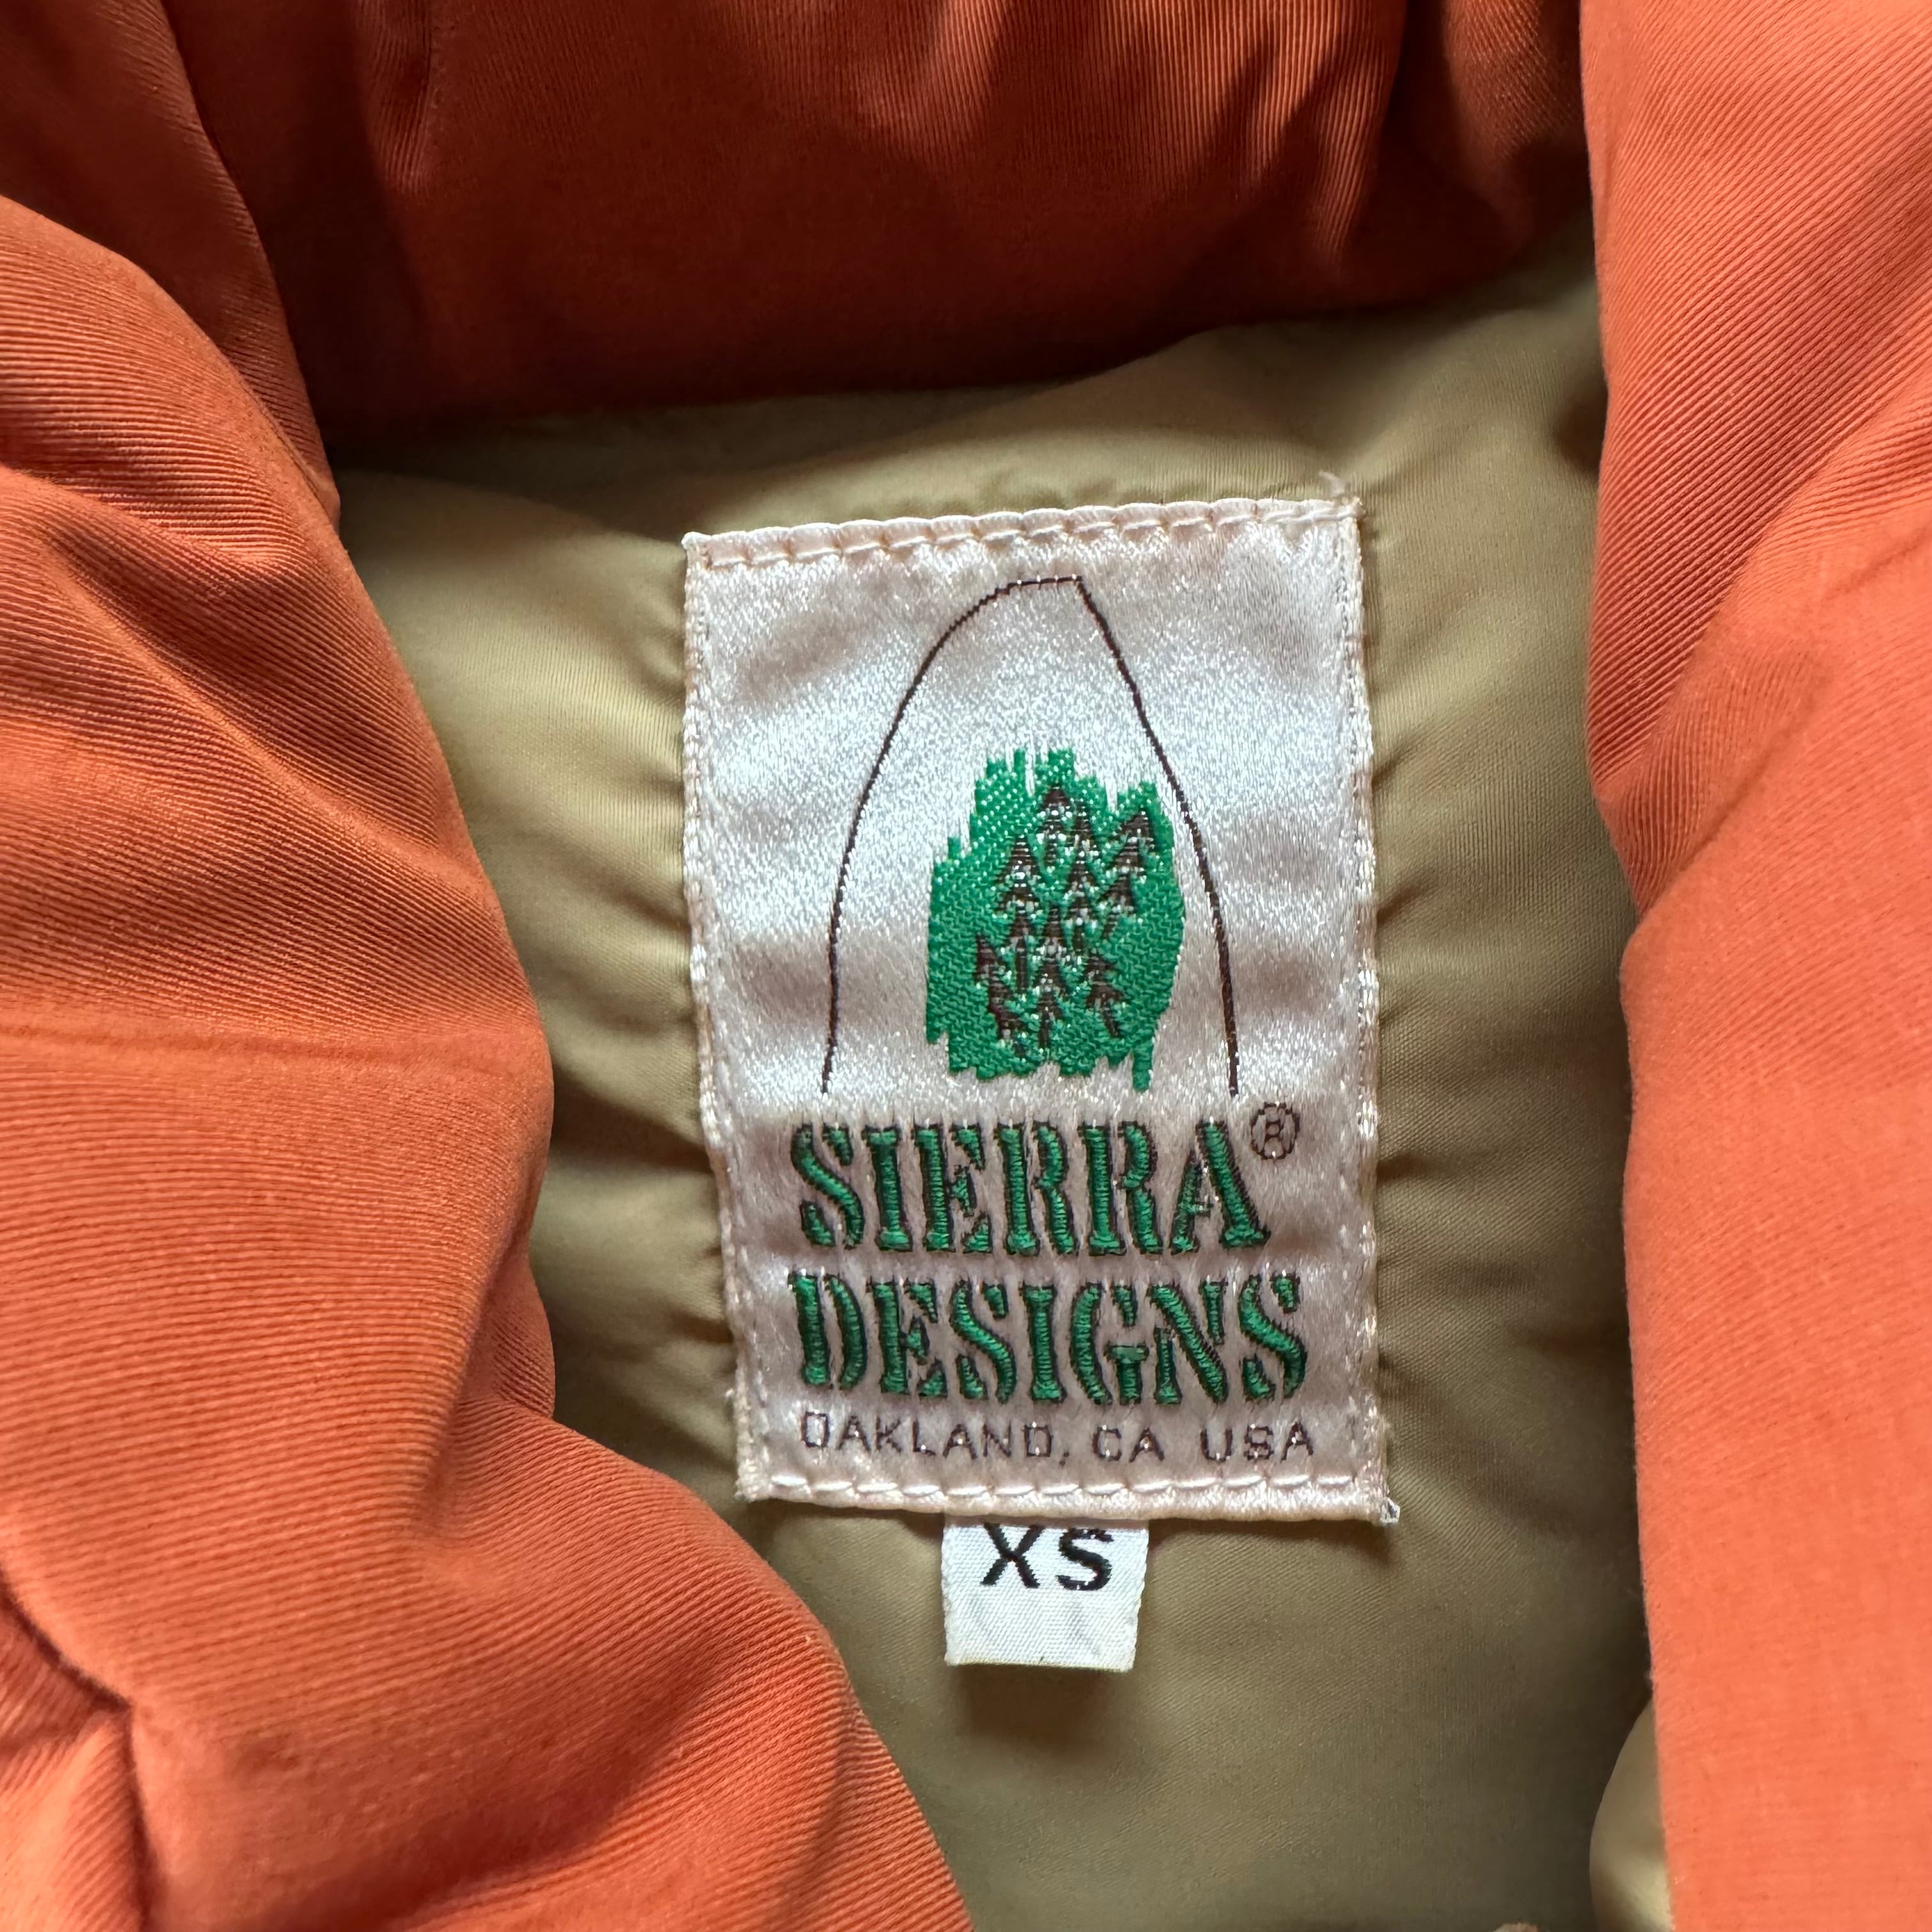 SIERRA®
DESIGNS
OAKLAND, CA USA
XS